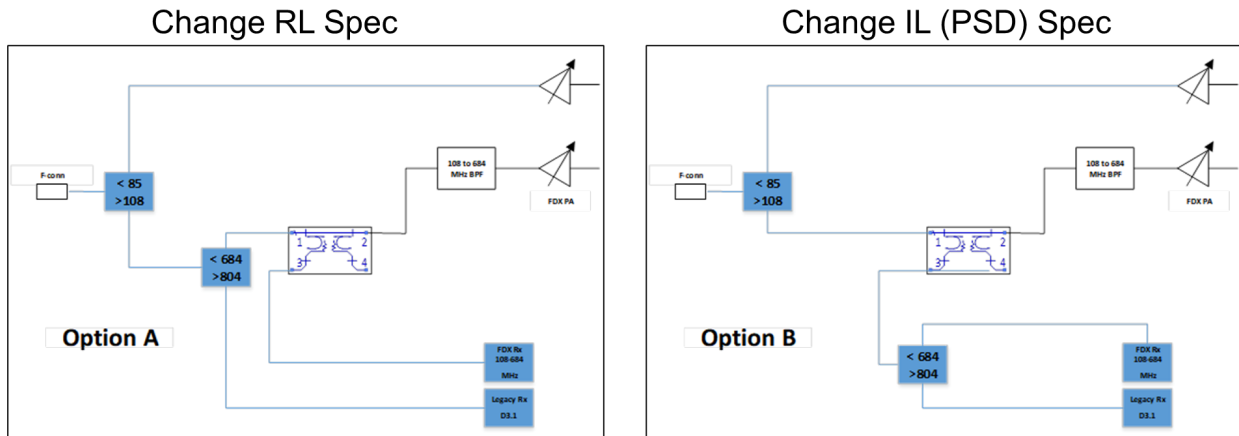 Change RL Spec
F-conn
< 85
>108
108 to 684
MHz BPF
FDX PA
1 2
3 4
< 684
>804
Option A
FDX Rx
108-684
MHz
Legacy Rx
D3.1
Change IL (PSD) Spec
F-conn
< 85
>108
108 to 684
MHz BPF
FDX PA
1 2
3 4
Option B
< 684
>804
FDX Rx
108-684
MHz
Legacy Rx
D3.1